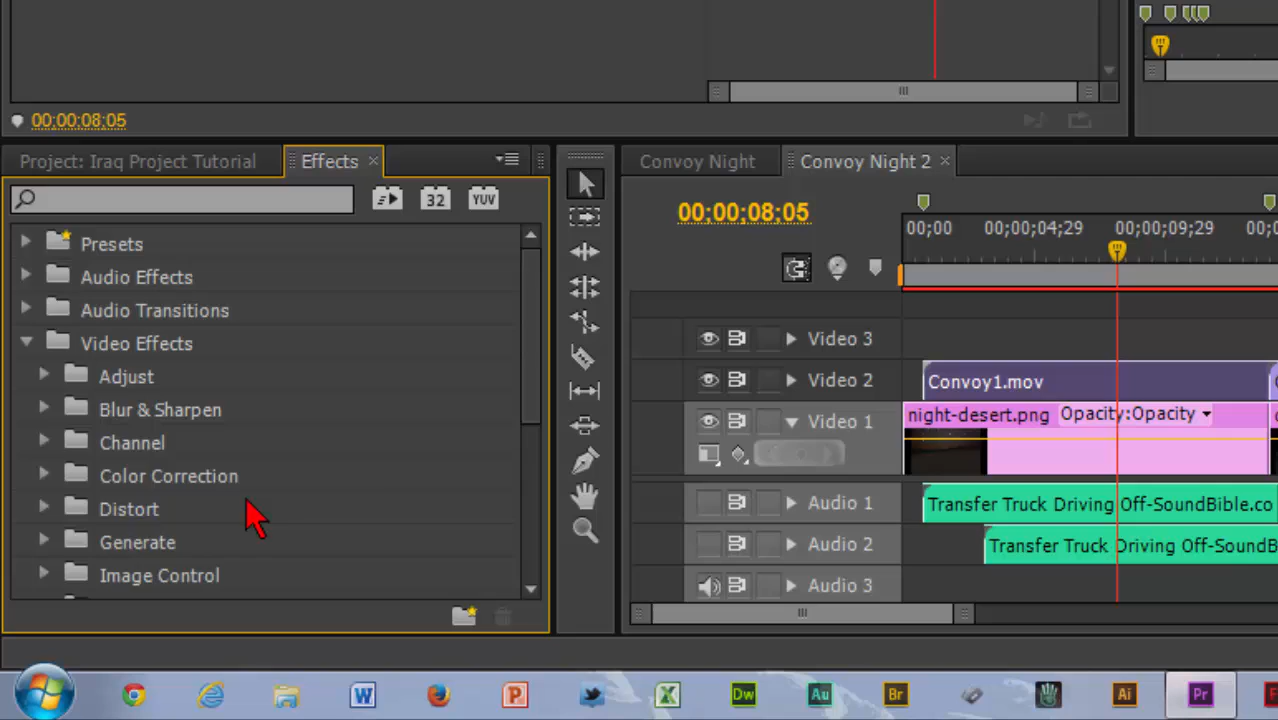 00;00;08;05
Project: Iraq Project Tutorial
Effects ×
Convoy Night
Convoy Night 2 ×
32
YUV
00;00;08;05
00;00
00;00;04;29
00;00;09;29
Presets
Audio Effects
Audio Transitions
Video Effects
Adjust
Blur & Sharpen
Channel
Color Correction
Distort
Generate
Image Control
Video 3
Video 2
Convoy1.mov
Video 1
night-desert.png Opacity:Opacity
Audio 1
Transfer Truck Driving Off-SoundBible.co
Audio 2
Transfer Truck Driving Off-SoundB
Audio 3
W
P
X
Dw
Au
Br
Ai
Pr